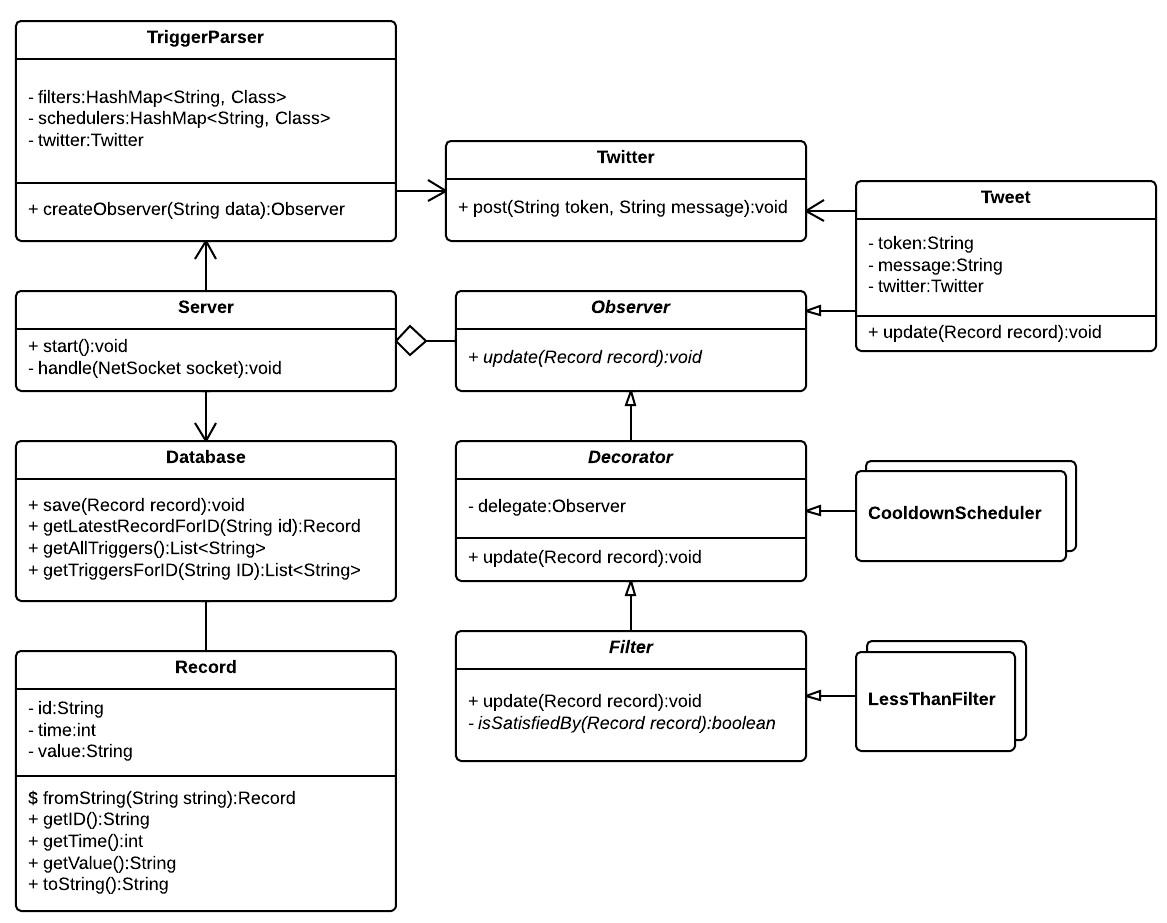 TriggerParser
- filters:HashMap<String, Class>
- schedulers:HashMap<String, Class>
- twitter:Twitter
+ createObserver(String data):Observer
Twitter
+ post(String token, String message):void
Tweet
- token:String
- message:String
- twitter:Twitter
+ update(Record record):void
Server
+ start():void
- handle(NetSocket socket):void
Observer
+ update(Record record):void
Database
+ save(Record record):void
+ getLatestRecordForID(String id):Record
+ getAllTriggers():List<String>
+ getTriggersForID(String ID):List<String>
Decorator
- delegate:Observer
+ update(Record record):void
CooldownScheduler
Record
- id:String
- time:int
- value:String
$ fromString(String string):Record
+ getID():String
+ getTime():int
+ getValue():String
+ toString():String
Filter
+ update(Record record):void
- isSatisfiedBy(Record record):boolean
LessThanFilter